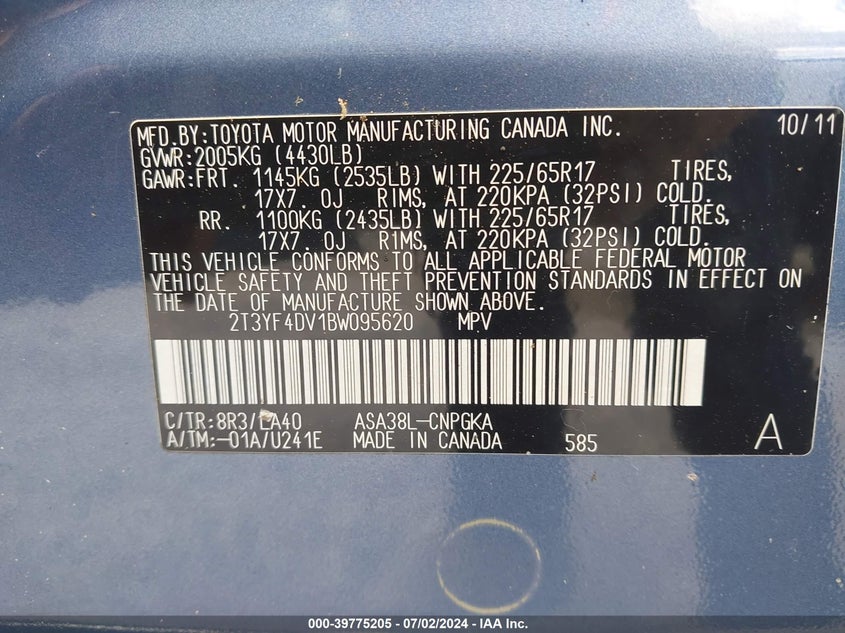 MFD.BY:TOYOTA MOTOR MANUFACTURING CANADA INC. 10/11
GVWR:2005KG (4430LB)
GAWR:FRT. 1145KG (2535LB) WITH 225/65R17 TIRES,
17X7.0J RIMS, AT 220KPA (32PSI) COLD.
RR. 1100KG (2435LB) WITH 225/65R17 TIRES,
17X7.0J RIMS, AT 220KPA (32PSI) COLD.
THIS VEHICLE CONFORMS TO ALL APPLICABLE FEDERAL MOTOR
VEHICLE SAFETY AND THEFT PREVENTION STANDARDS IN EFFECT ON
THE DATE OF MANUFACTURE SHOWN ABOVE.
2T3YF4DV1BW095620 MPV
C/TR:8R3/LA40 ASA38L-CNPGKA
A/TM:-01A/U241E MADE IN CANADA 585 A
000-39775205 - 07/02/2024 - IAA Inc.